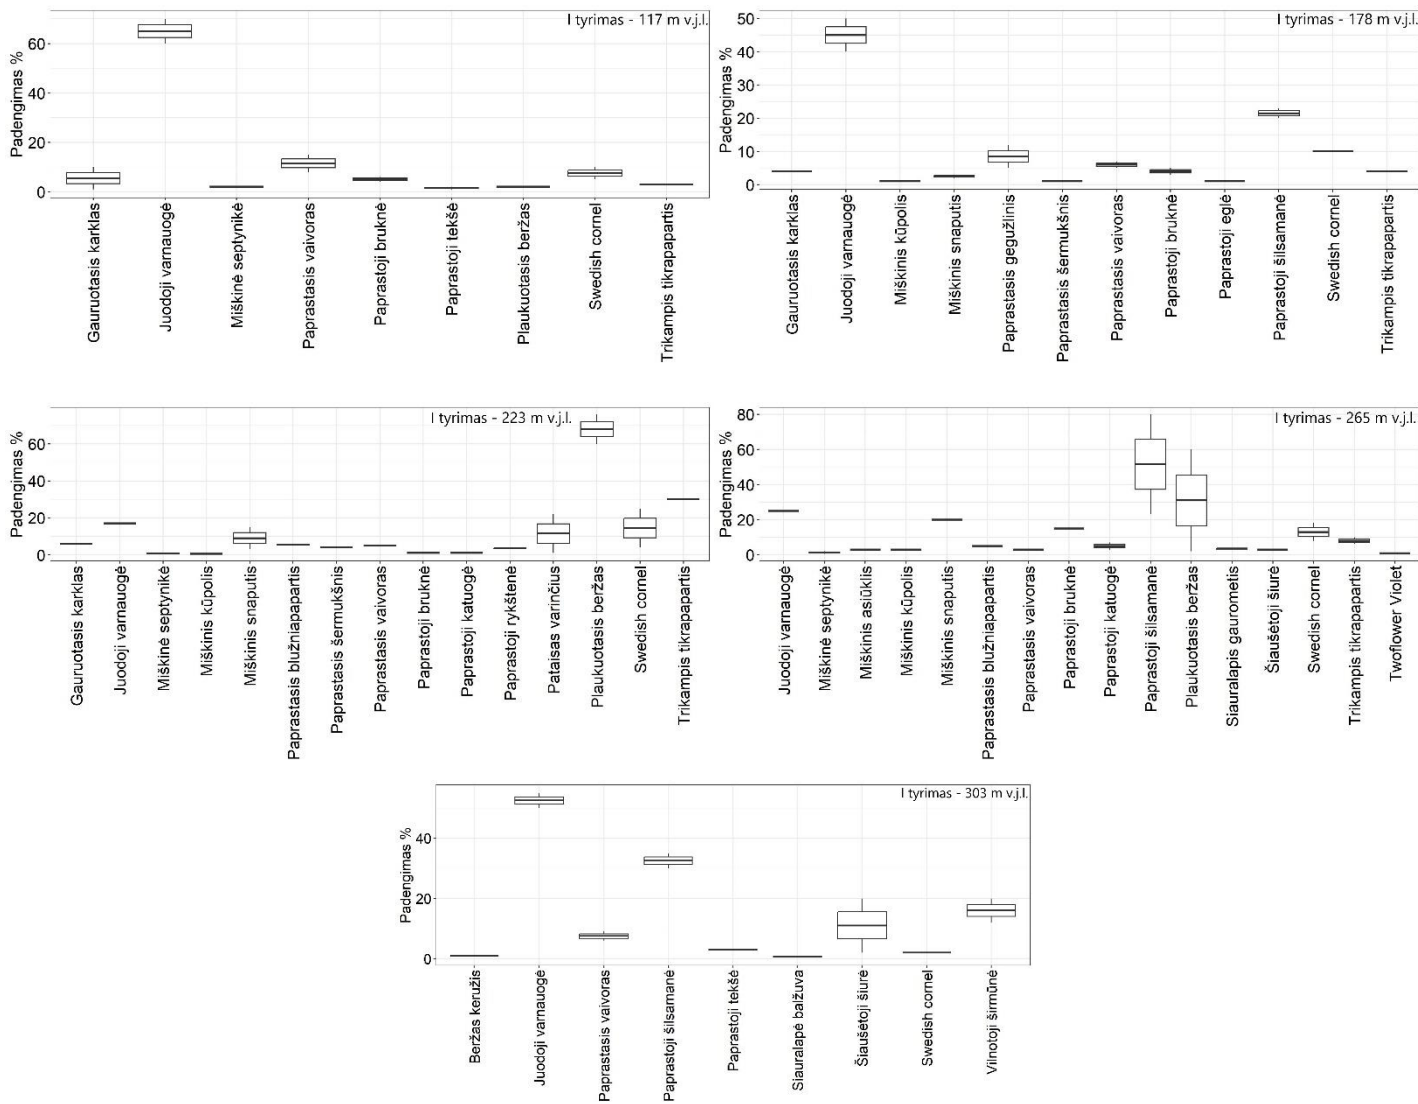 I tyrimas - 117 m v.j.l.
Padengimas %
60
40
20
0
Gauruotasis karklas
Juodoji varnauogė
Miškinė septynikė
Paprastasis vaivoras
Paprastoji bruknė
Paprastoji tekšė
Plaukuotasis beržas
Swedish cornel
Trikampis tikrapapartis
I tyrimas - 178 m v.j.l.
Padengimas %
50
40
30
20
10
0
Gauruotasis karklas
Juodoji varnauogė
Miškinis kūpolis
Miškinis snaputis
Paprastasis gegužlinis
Paprastasis šermukšnis
Paprastasis vaivoras
Paprastoji bruknė
Paprastoji eglė
Paprastoji šilsamanė
Swedish cornel
Trikampis tikrapapartis
I tyrimas - 223 m v.j.l.
Padengimas %
60
40
20
0
Gauruotasis karklas
Juodoji varnauogė
Miškinė septynikė
Miškinis kūpolis
Miškinis snaputis
Paprastasis blužniapapartis
Paprastasis šermukšnis
Paprastasis vaivoras
Paprastoji bruknė
Paprastoji katuogė
Paprastoji rykštenė
Pataisas varinčius
Plaukuotasis beržas
Swedish cornel
Trikampis tikrapapartis
I tyrimas - 265 m v.j.l.
Padengimas %
80
60
40
20
0
Juodoji varnauogė
Miškinė septynikė
Miškinis asiūklis
Miškinis kūpolis
Miškinis snaputis
Paprastasis blužniapapartis
Paprastasis vaivoras
Paprastoji bruknė
Paprastoji katuogė
Paprastoji šilsamanė
Plaukuotasis beržas
Siauralapis gaurometis
Šiaušėtoji šiurė
Swedish cornel
Trikampis tikrapapartis
Twoflower Violet
I tyrimas - 303 m v.j.l.
Padengimas %
40
20
0
Beržas keružis
Juodoji varnauogė
Paprastasis vaivoras
Paprastoji šilsamanė
Paprastoji tekšė
Siauralapė balžuva
Šiaušėtoji šiurė
Swedish cornel
Vilnotoji širmūnė